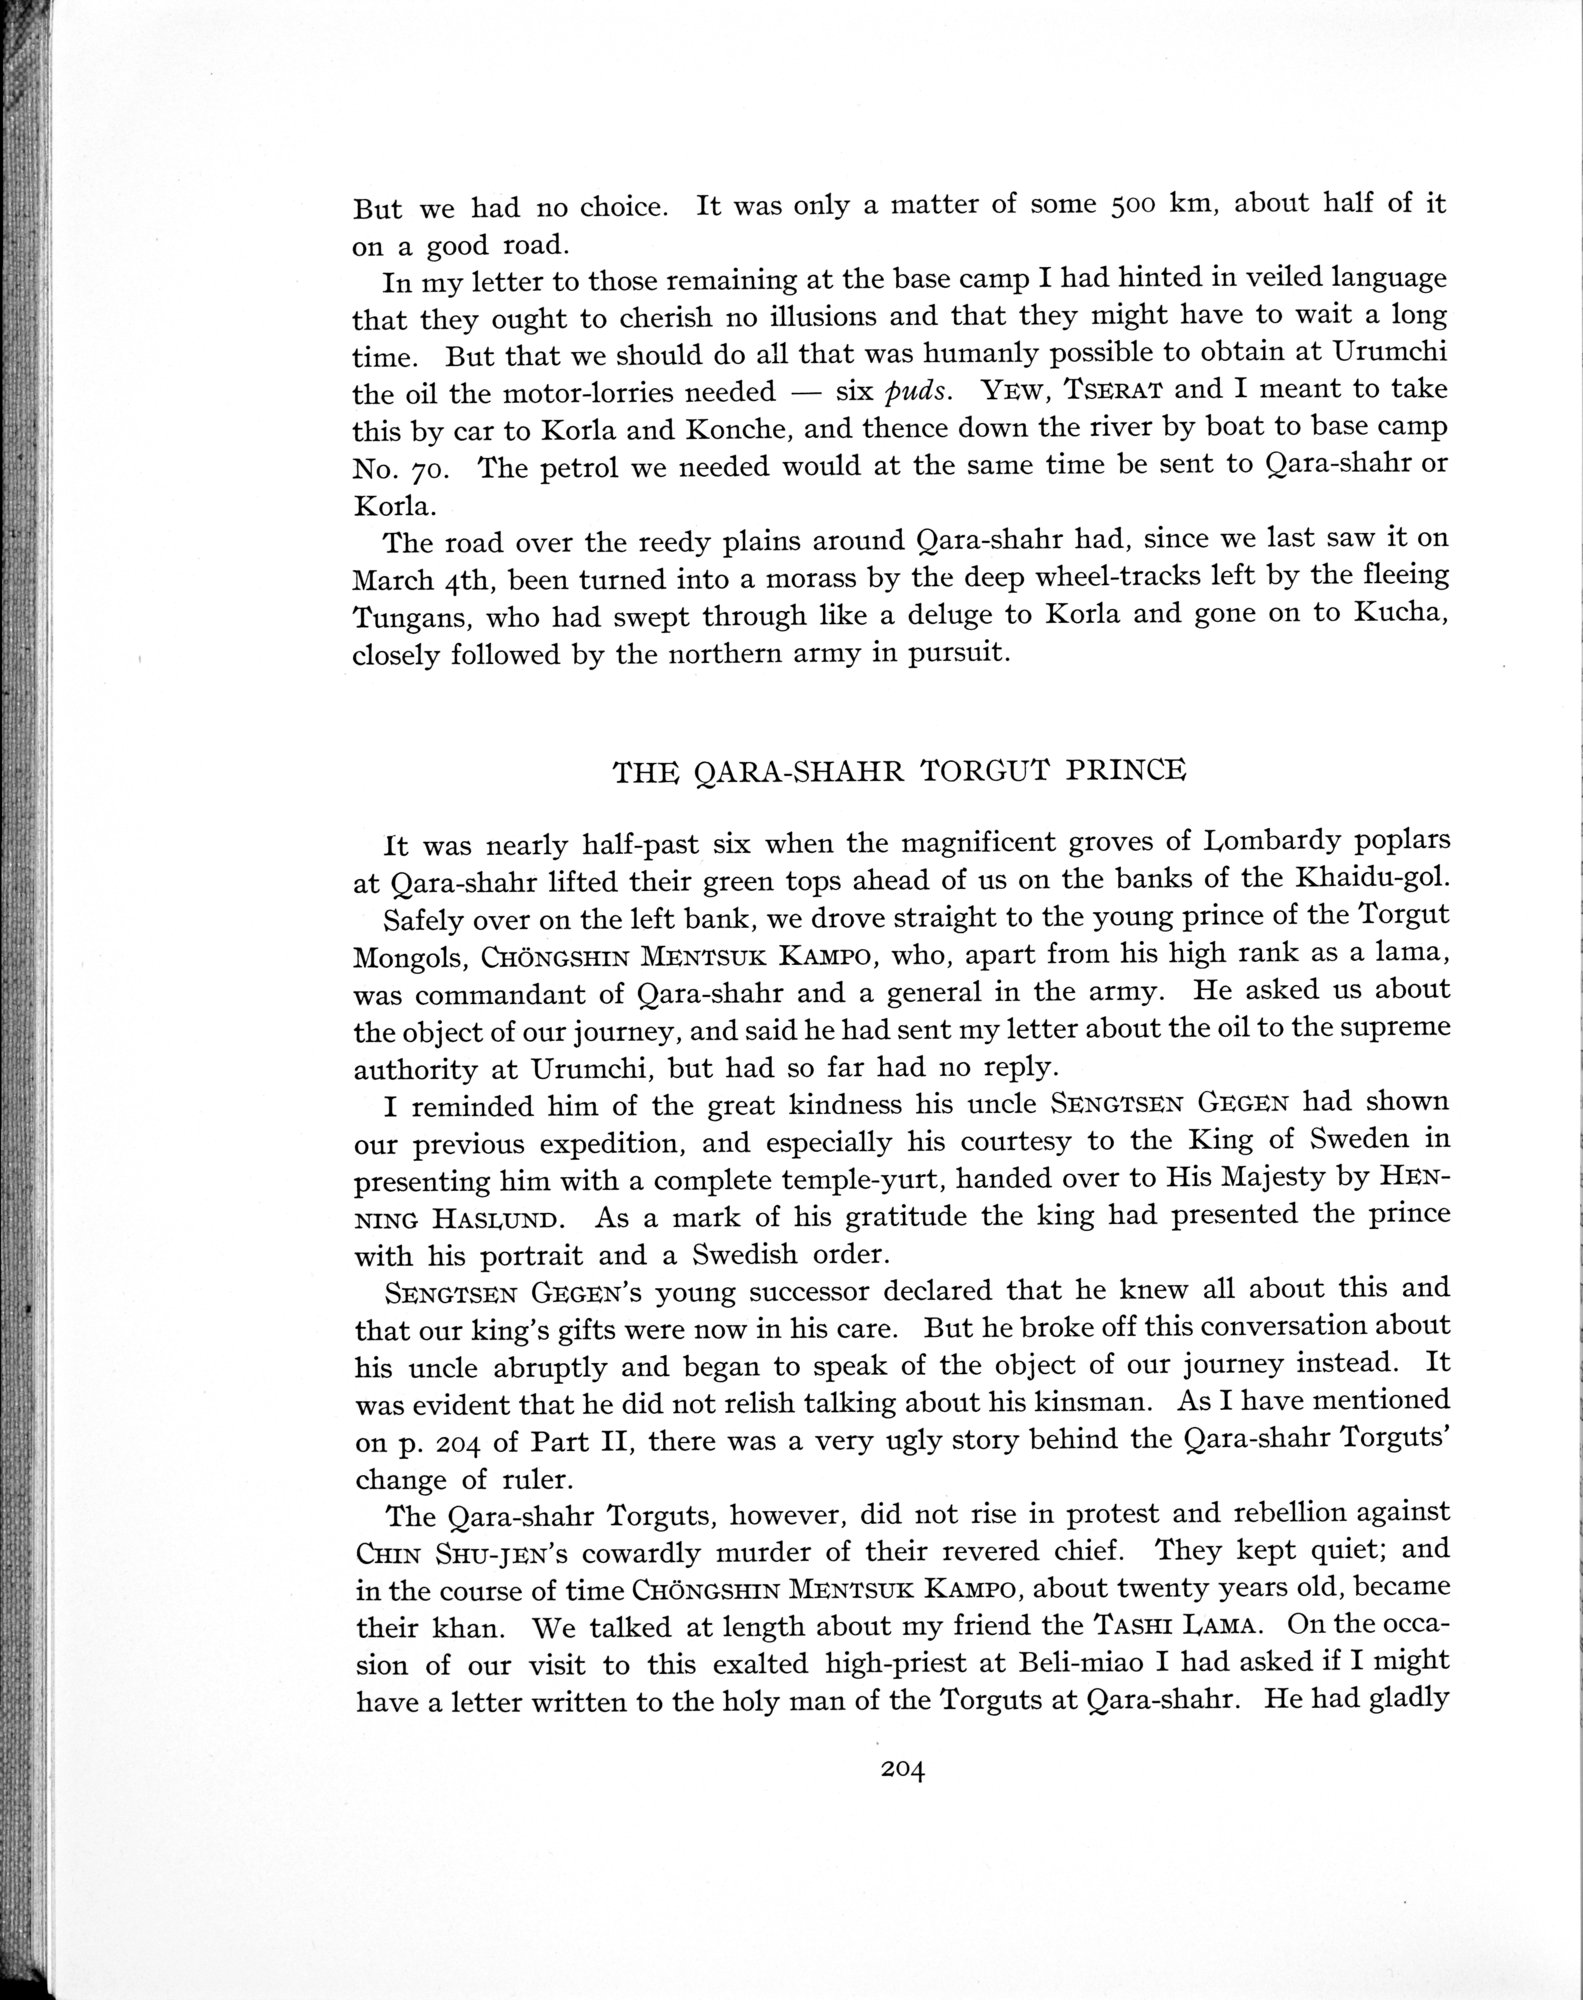 But we had no choice. It was only a matter of some 500 km, about half of it
on a good road.
In my letter to those remaining at the base camp I had hinted in veiled language
that they ought to cherish no illusions and that they might have to wait a long
time. But that we should do all that was humanly possible to obtain at Urumchi
the oil the motor-lorries needed — six puds. YEW, TSERAT and I meant to take
this by car to Korla and Konche, and thence down the river by boat to base camp
No. 70. The petrol we needed would at the same time be sent to Qara-shahr or
Korla.
The road over the reedy plains around Qara-shahr had, since we last saw it on
March 4th, been turned into a morass by the deep wheel-tracks left by the fleeing
Tungans, who had swept through like a deluge to Korla and gone on to Kucha,
closely followed by the northern army in pursuit.
THE QARA-SHAHR TORGUT PRINCE
It was nearly half-past six when the magnificent groves of Lombardy poplars
at Qara-shahr lifted their green tops ahead of us on the banks of the Khaidu-gol.
Safely over on the left bank, we drove straight to the young prince of the Torgut
Mongols, CHÖNGSHIN MENTSUK KAMPO, who, apart from his high rank as a lama,
was commandant of Qara-shahr and a general in the army. He asked us about
the object of our journey, and said he had sent my letter about the oil to the supreme
authority at Urumchi, but had so far had no reply.
I reminded him of the great kindness his uncle SENGTSEN GEGEN had shown
our previous expedition, and especially his courtesy to the King of Sweden in
presenting him with a complete temple-yurt, handed over to His Majesty by HEN-
NING HASLUND. As a mark of his gratitude the king had presented the prince
with his portrait and a Swedish order.
SENGTSEN GEGEN'S young successor declared that he knew all about this and
that our king's gifts were now in his care. But he broke off this conversation about
his uncle abruptly and began to speak of the object of our journey instead. It
was evident that he did not relish talking about his kinsman. As I have mentioned
on p. 204 of Part II, there was a very ugly story behind the Qara-shahr Torguts'
change of ruler.
The Qara-shahr Torguts, however, did not rise in protest and rebellion against
CHIN SHU-JEN'S cowardly murder of their revered chief. They kept quiet; and
in the course of time CHÖNGSHIN MENTSUK KAMPO, about twenty years old, became
their khan. We talked at length about my friend the TASHI LAMA. On the occa-
sion of our visit to this exalted high-priest at Beli-miao I had asked if I might
have a letter written to the holy man of the Torguts at Qara-shahr. He had gladly
204